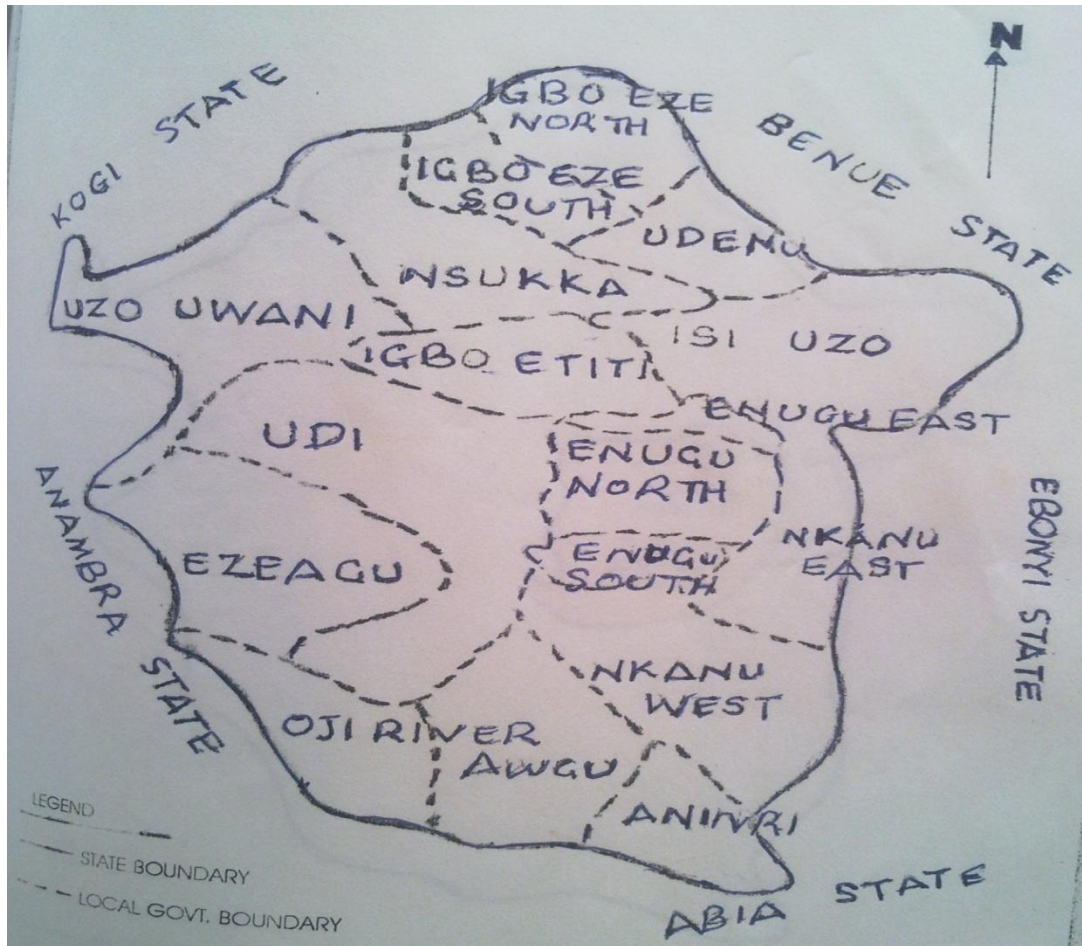 N
KOGI STATE
BENUE STATE
IGBO EZE
NORTH
IGBO EZE
SOUTH
UDENU
NSUKKA
UZO UWANI
ISI UZO
IGBO ETITI
ENUGU EAST
UDI
ENUGU
NORTH
ANAMBRA STATE
EBONYI STATE
EZEAGU
ENUGU
SOUTH
NKANU
EAST
NKANU
WEST
OJI RIVER
AWGU
ANINRI
LEGEND
STATE BOUNDARY
LOCAL GOVT. BOUNDARY
ABIA STATE